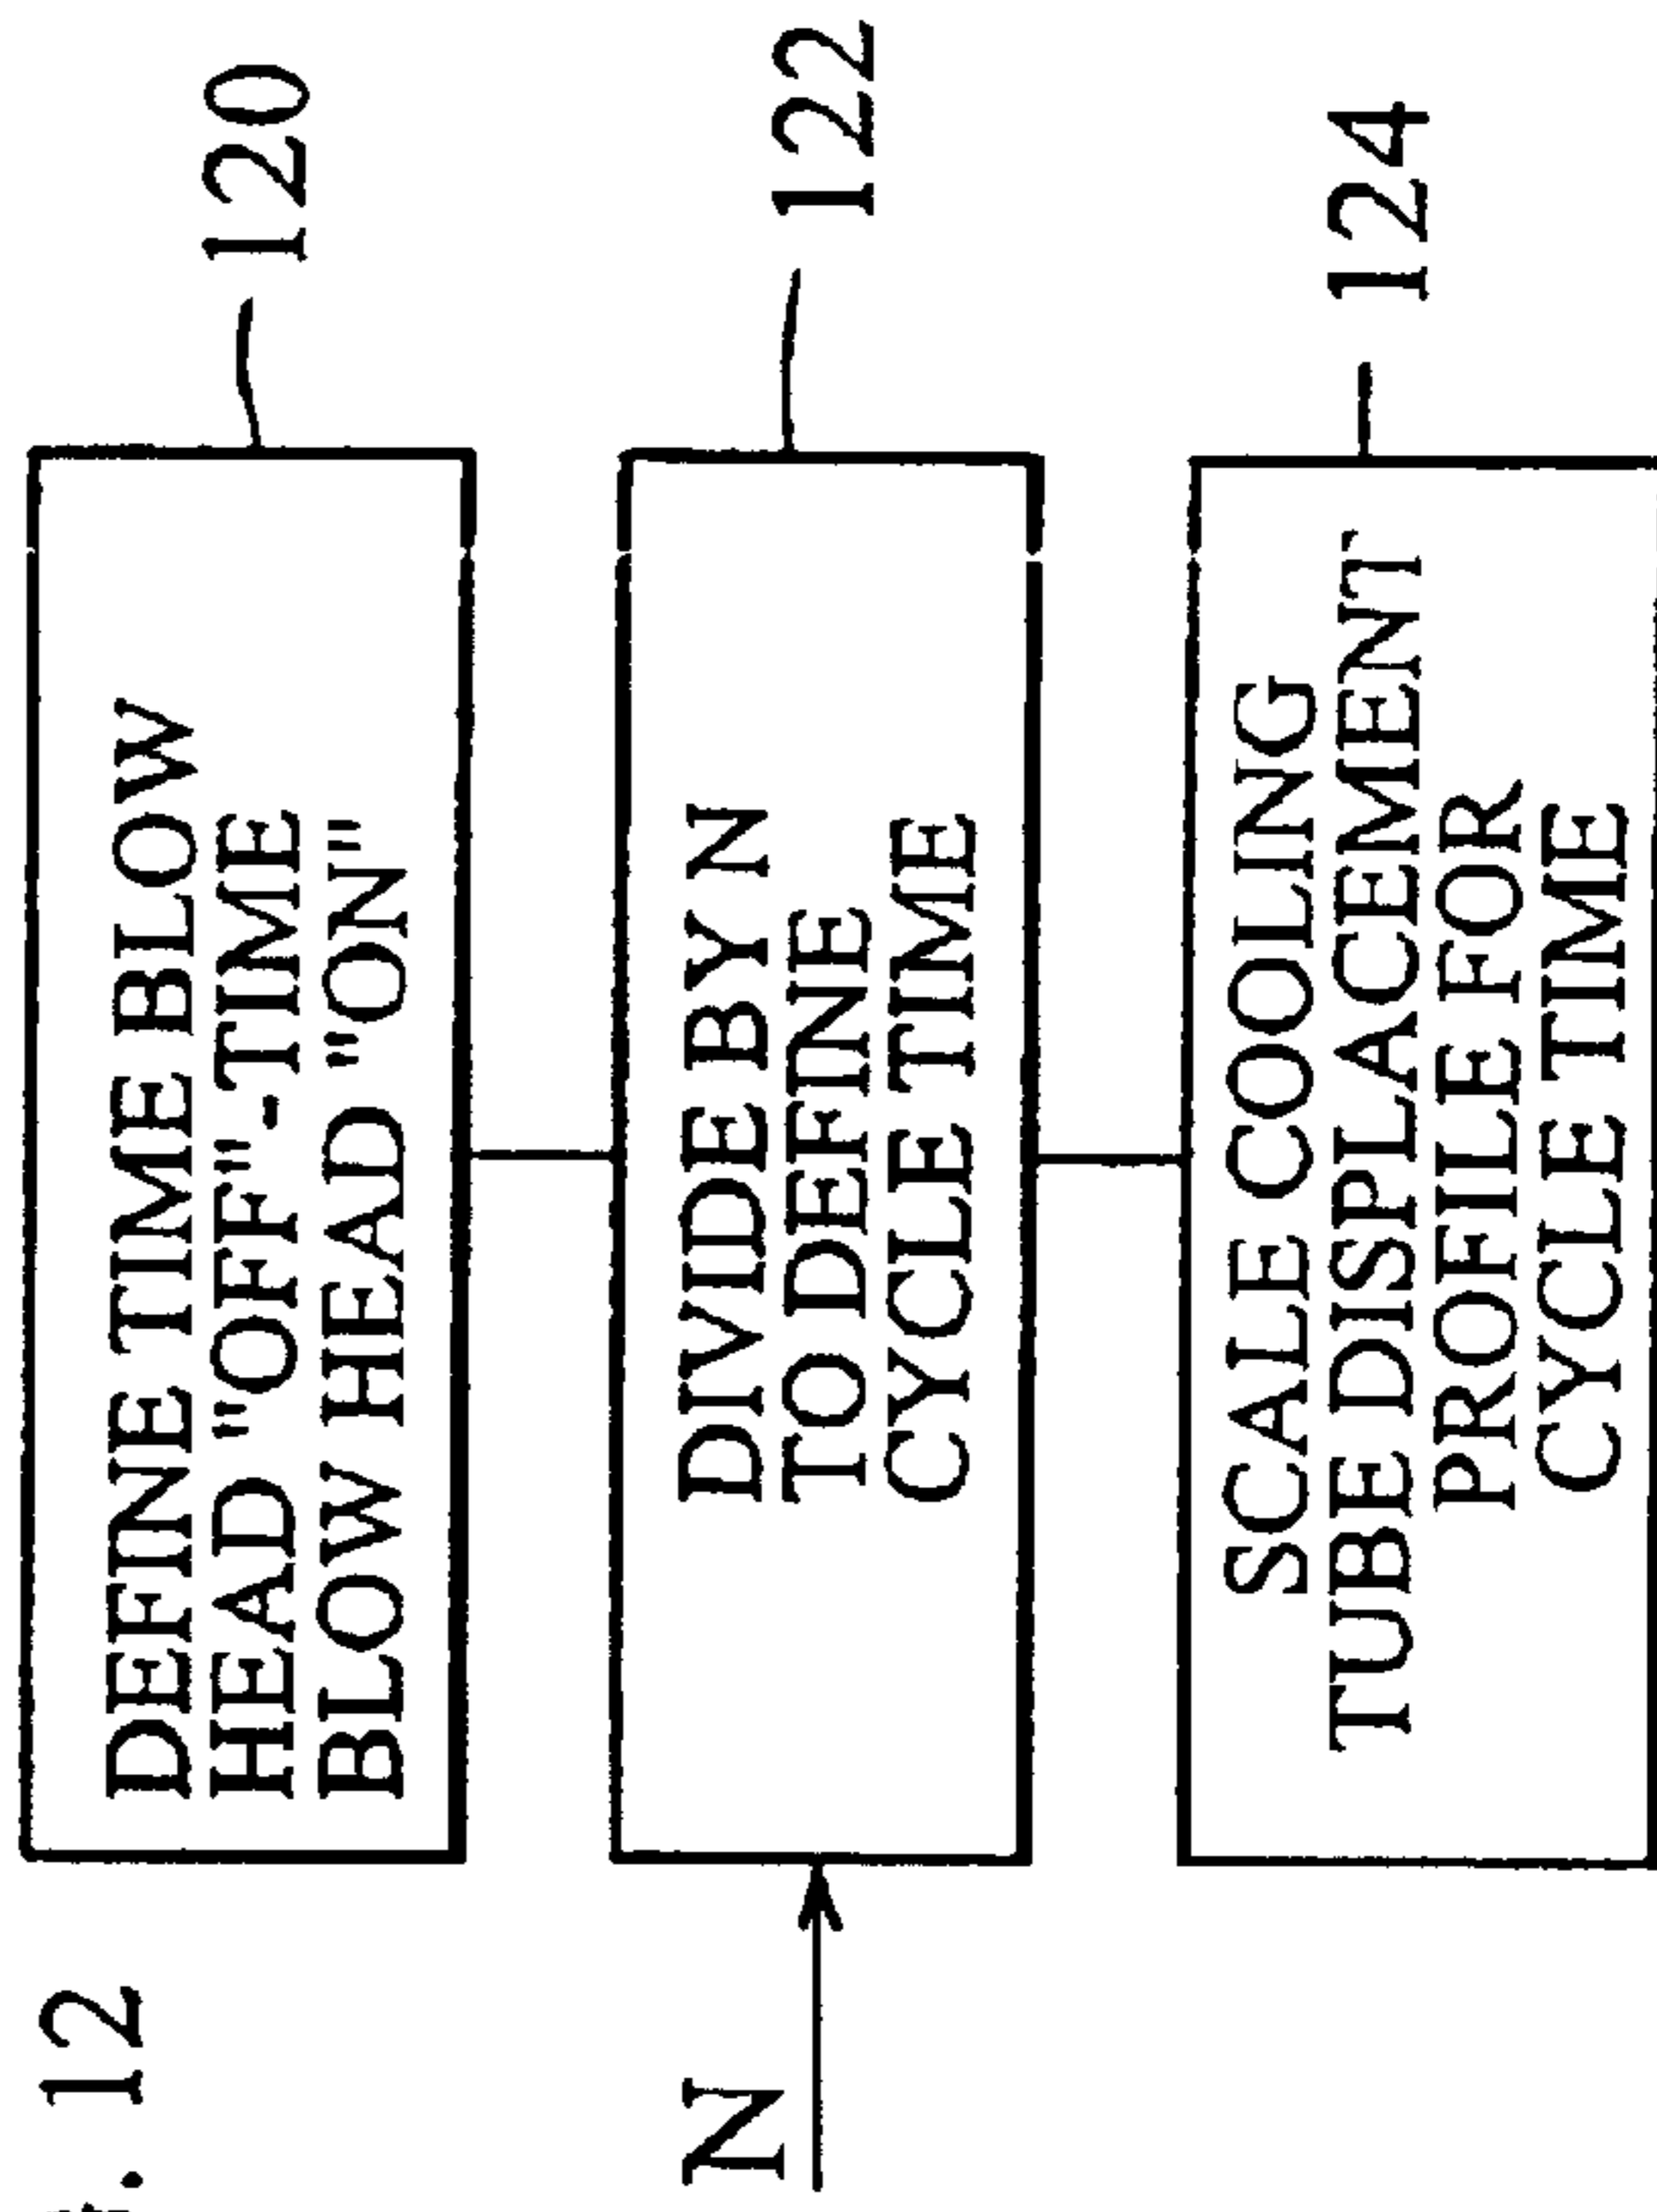 . 12
DEFINE TIME BLOW
HEAD "OFF"-TIME
BLOW HEAD "ON"
120
N
DIVIDE BY N
TO DEFINE
CYCLE TIME
122
SCALE COOLING
TUBE DISPLACEMENT
PROFILE FOR
CYCLE TIME
124